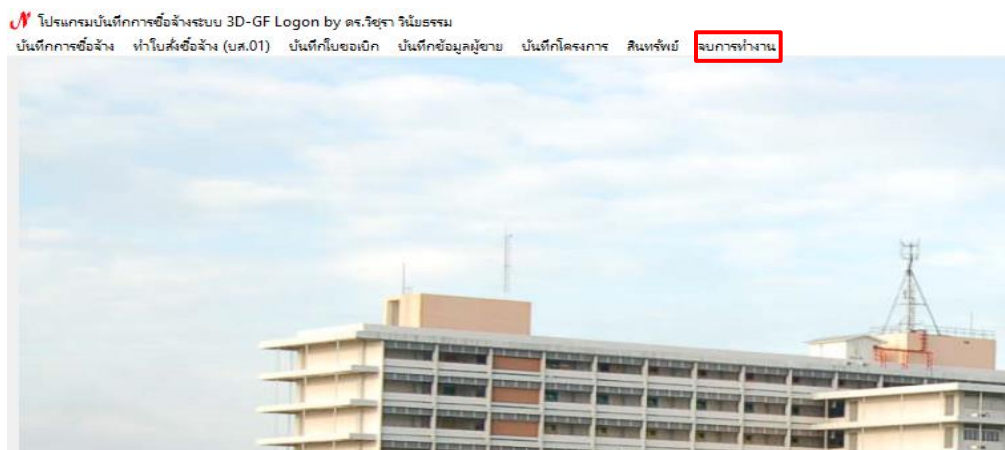 โปรแกรมบันทึกการซื้อจ้างระบบ 3D-GF Logon by ดร.วิชุรา วินัยธรรม
บันทึกการซื้อจ้าง ทำใบสั่งซื้อจ้าง (บส.01) บันทึกใบขอเบิก บันทึกข้อมูลผู้ขาย บันทึกโครงการ สินทรัพย์ จบการทำงาน